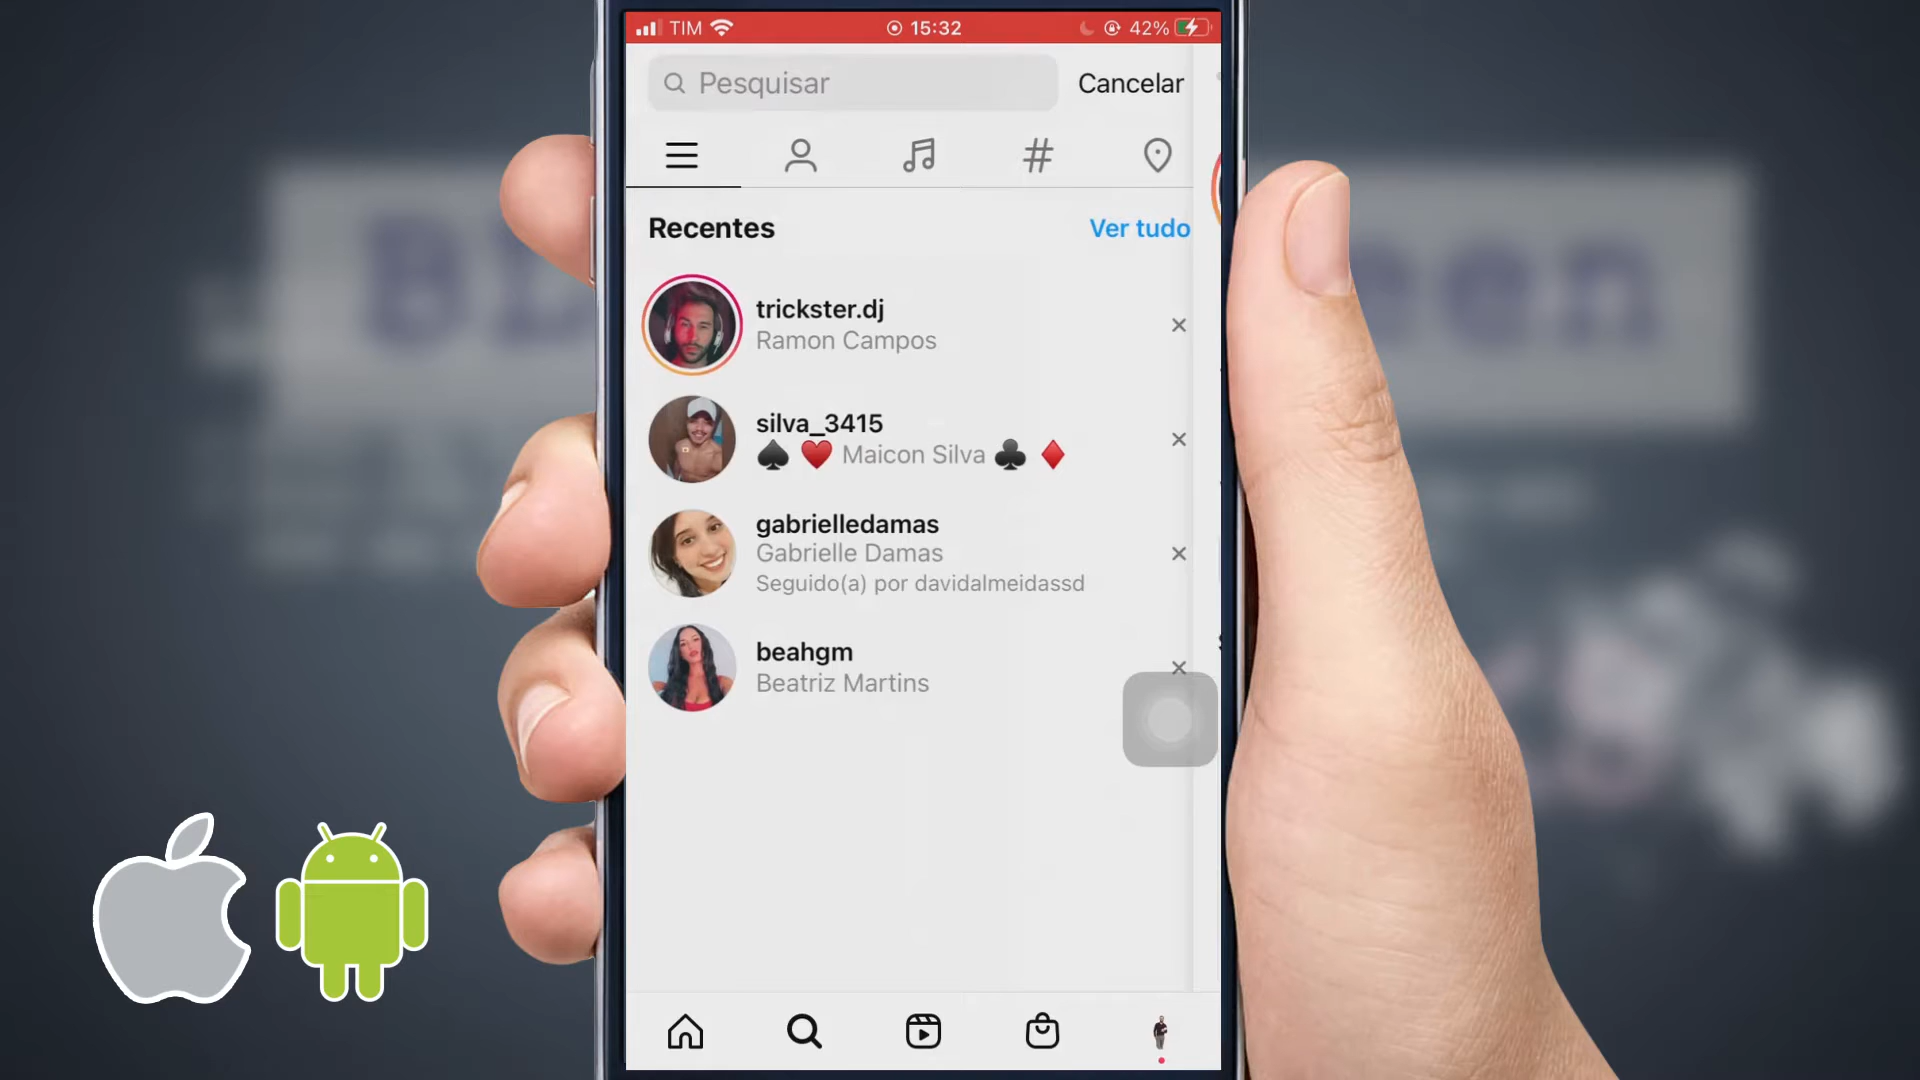 TIM 15:32 42%
Pesquisar Cancelar
Recentes Ver tudo
trickster.dj
Ramon Campos
silva_3415
♠️ ♥️ Maicon Silva ♣️ ♦️
gabrielledamas
Gabrielle Damas
Seguido(a) por davidalmeidassd
beahgm
Beatriz Martins